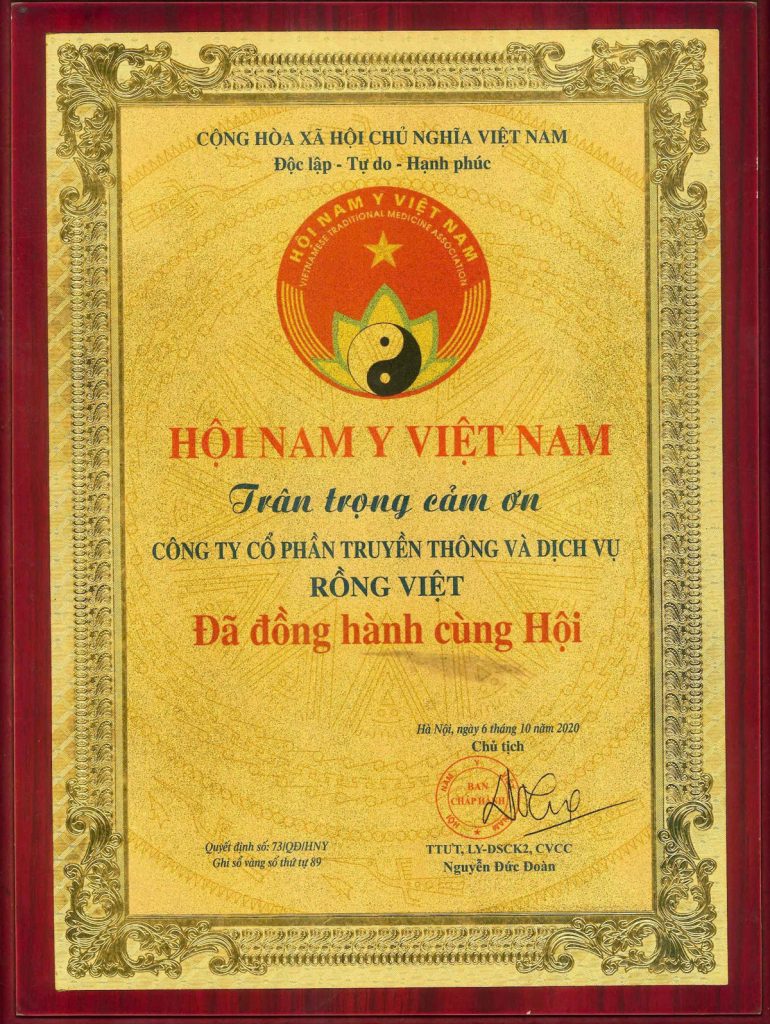 CỘNG HÒA XÃ HỘI CHỦ NGHĨA VIỆT NAM
Độc lập - Tự do - Hạnh phúc
HỘI NAM Y VIỆT NAM
VIETNAMESE TRADITIONAL MEDICINE ASSOCIATION
HỘI NAM Y VIỆT NAM
Trân trọng cảm ơn
CÔNG TY CỔ PHẦN TRUYỀN THÔNG VÀ DỊCH VỤ
RỒNG VIỆT
Đã đồng hành cùng Hội
Hà Nội, ngày 6 tháng 10 năm 2020
Chủ tịch
HỘI NAM Y NAM
BAN
CHẤP HÀNH
Quyết định số: 73/QĐ/HNY
Ghi sổ vàng số thứ tự 89
TTƯT, LY-DSCK2, CVCC
Nguyễn Đức Đoàn